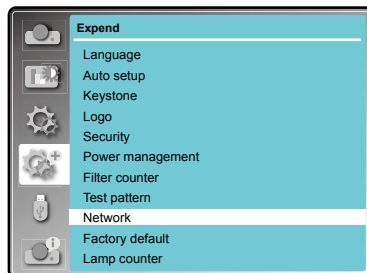 Expend
Language
Auto setup
Keystone
Logo
Security
Power management
Filter counter
Test pattern
Network
Factory default
Lamp counter